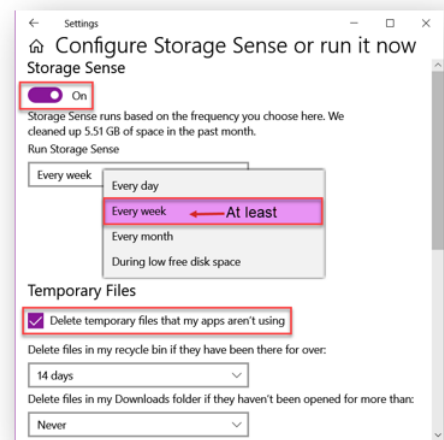 Settings
Configure Storage Sense or run it now
Storage Sense
On
Storage Sense runs based on the frequency you choose here. We
cleaned up 5.51 GB of space in the past month.
Run Storage Sense
Every week
Every day
Every week At least
Every month
During low free disk space
Temporary Files
Delete temporary files that my apps aren't using
Delete files in my recycle bin if they have been there for over:
14 days
Delete files in my Downloads folder if they haven't been opened for more than:
Never